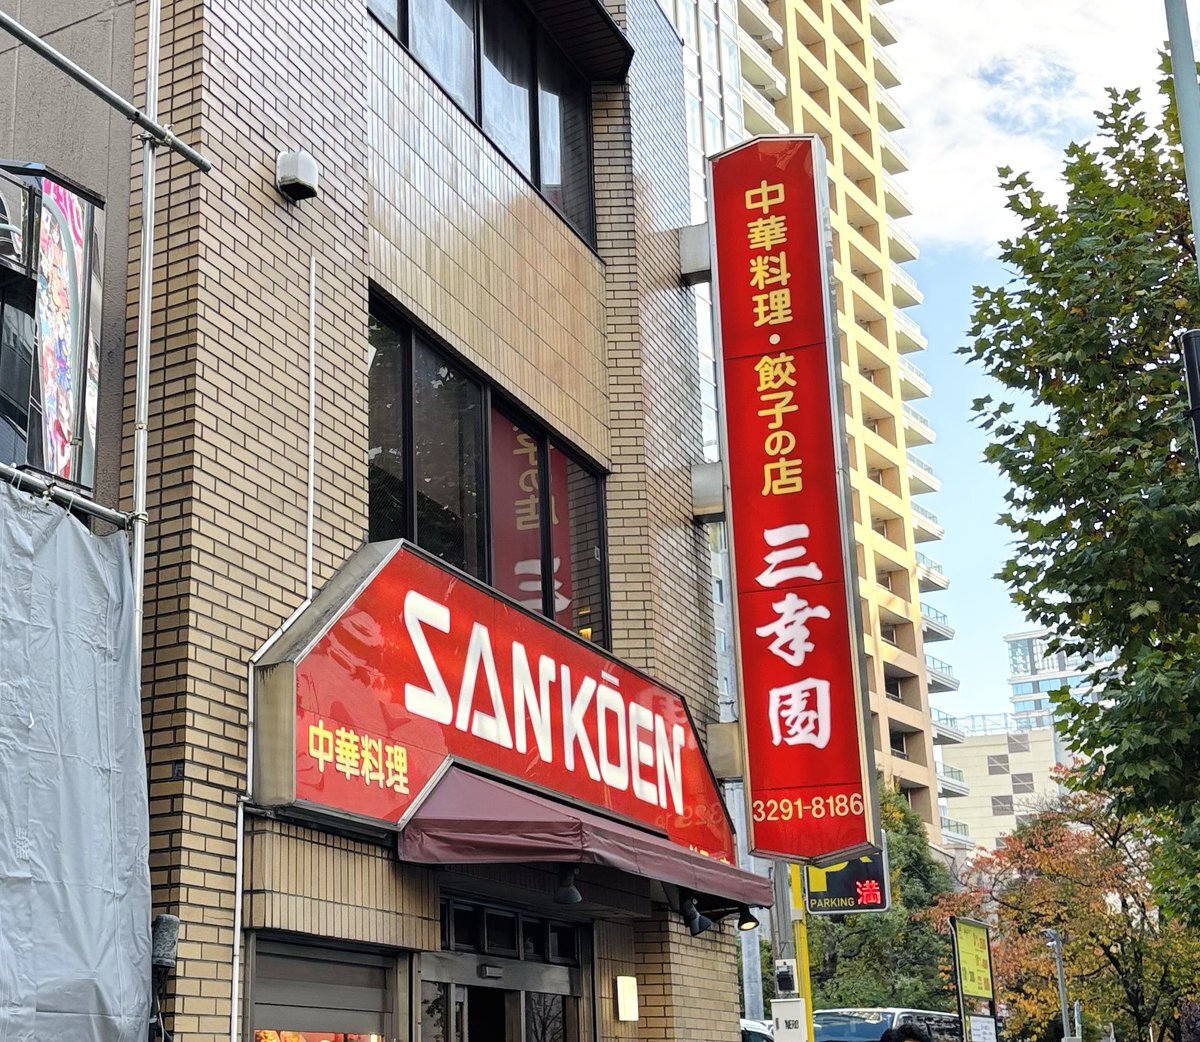 中華料理・餃子の店
三幸園
3291-8186
SANKŌEN
中華料理
PARKING 満
NERO